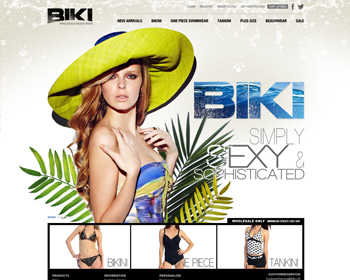 BIKI
NEW ARRIVALS BIKINI ONE PIECE SWIMWEAR TANKINI PLUS SIZE BEACHWEAR SALE
BIKI
SIMPLY
SEXY &
SOPHISTICATED
WHOLESALE ONLY
BIKINI
ONE PIECE
TANKINI
PRODUCTS INFORMATION PERSONALIZE CUSTOMER SERVICE